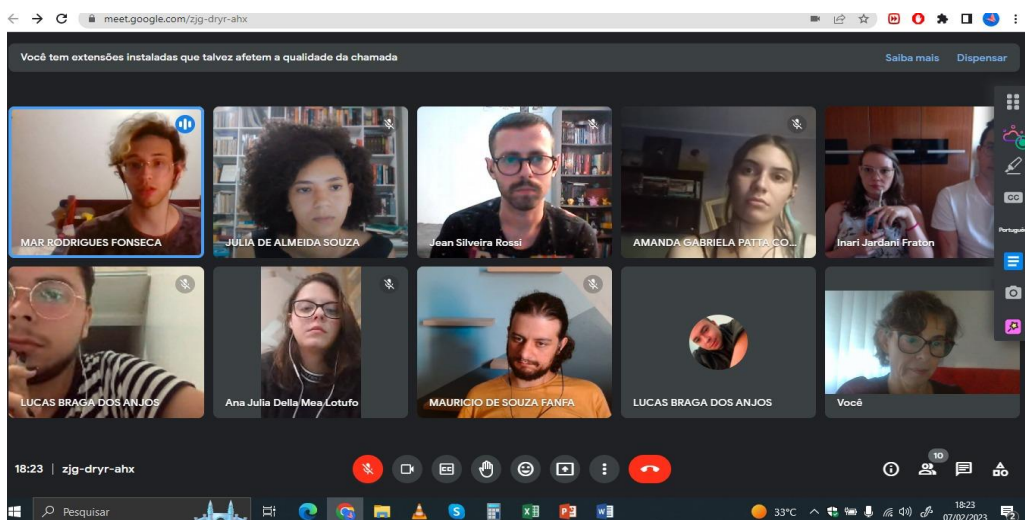 meet.google.com/zjg-dryr-ahx
Você tem extensões instaladas que talvez afetem a qualidade da chamada
Saiba mais Dispensar
MAR RODRIGUES FONSECA
JULIA DE ALMEIDA SOUZA
Jean Silveira Rossi
AMANDA GABRIELA PATTA CO...
Inari Jardani Fraton
CC
Portuguê
LUCAS BRAGA DOS ANJOS
Ana Julia Della Mea Lotufo
MAURICIO DE SOUZA FANFA
LUCAS BRAGA DOS ANJOS
Você
18:23 | zjg-dryr-ahx
10
Pesquisar
33°C
18:23
07/02/2023
2